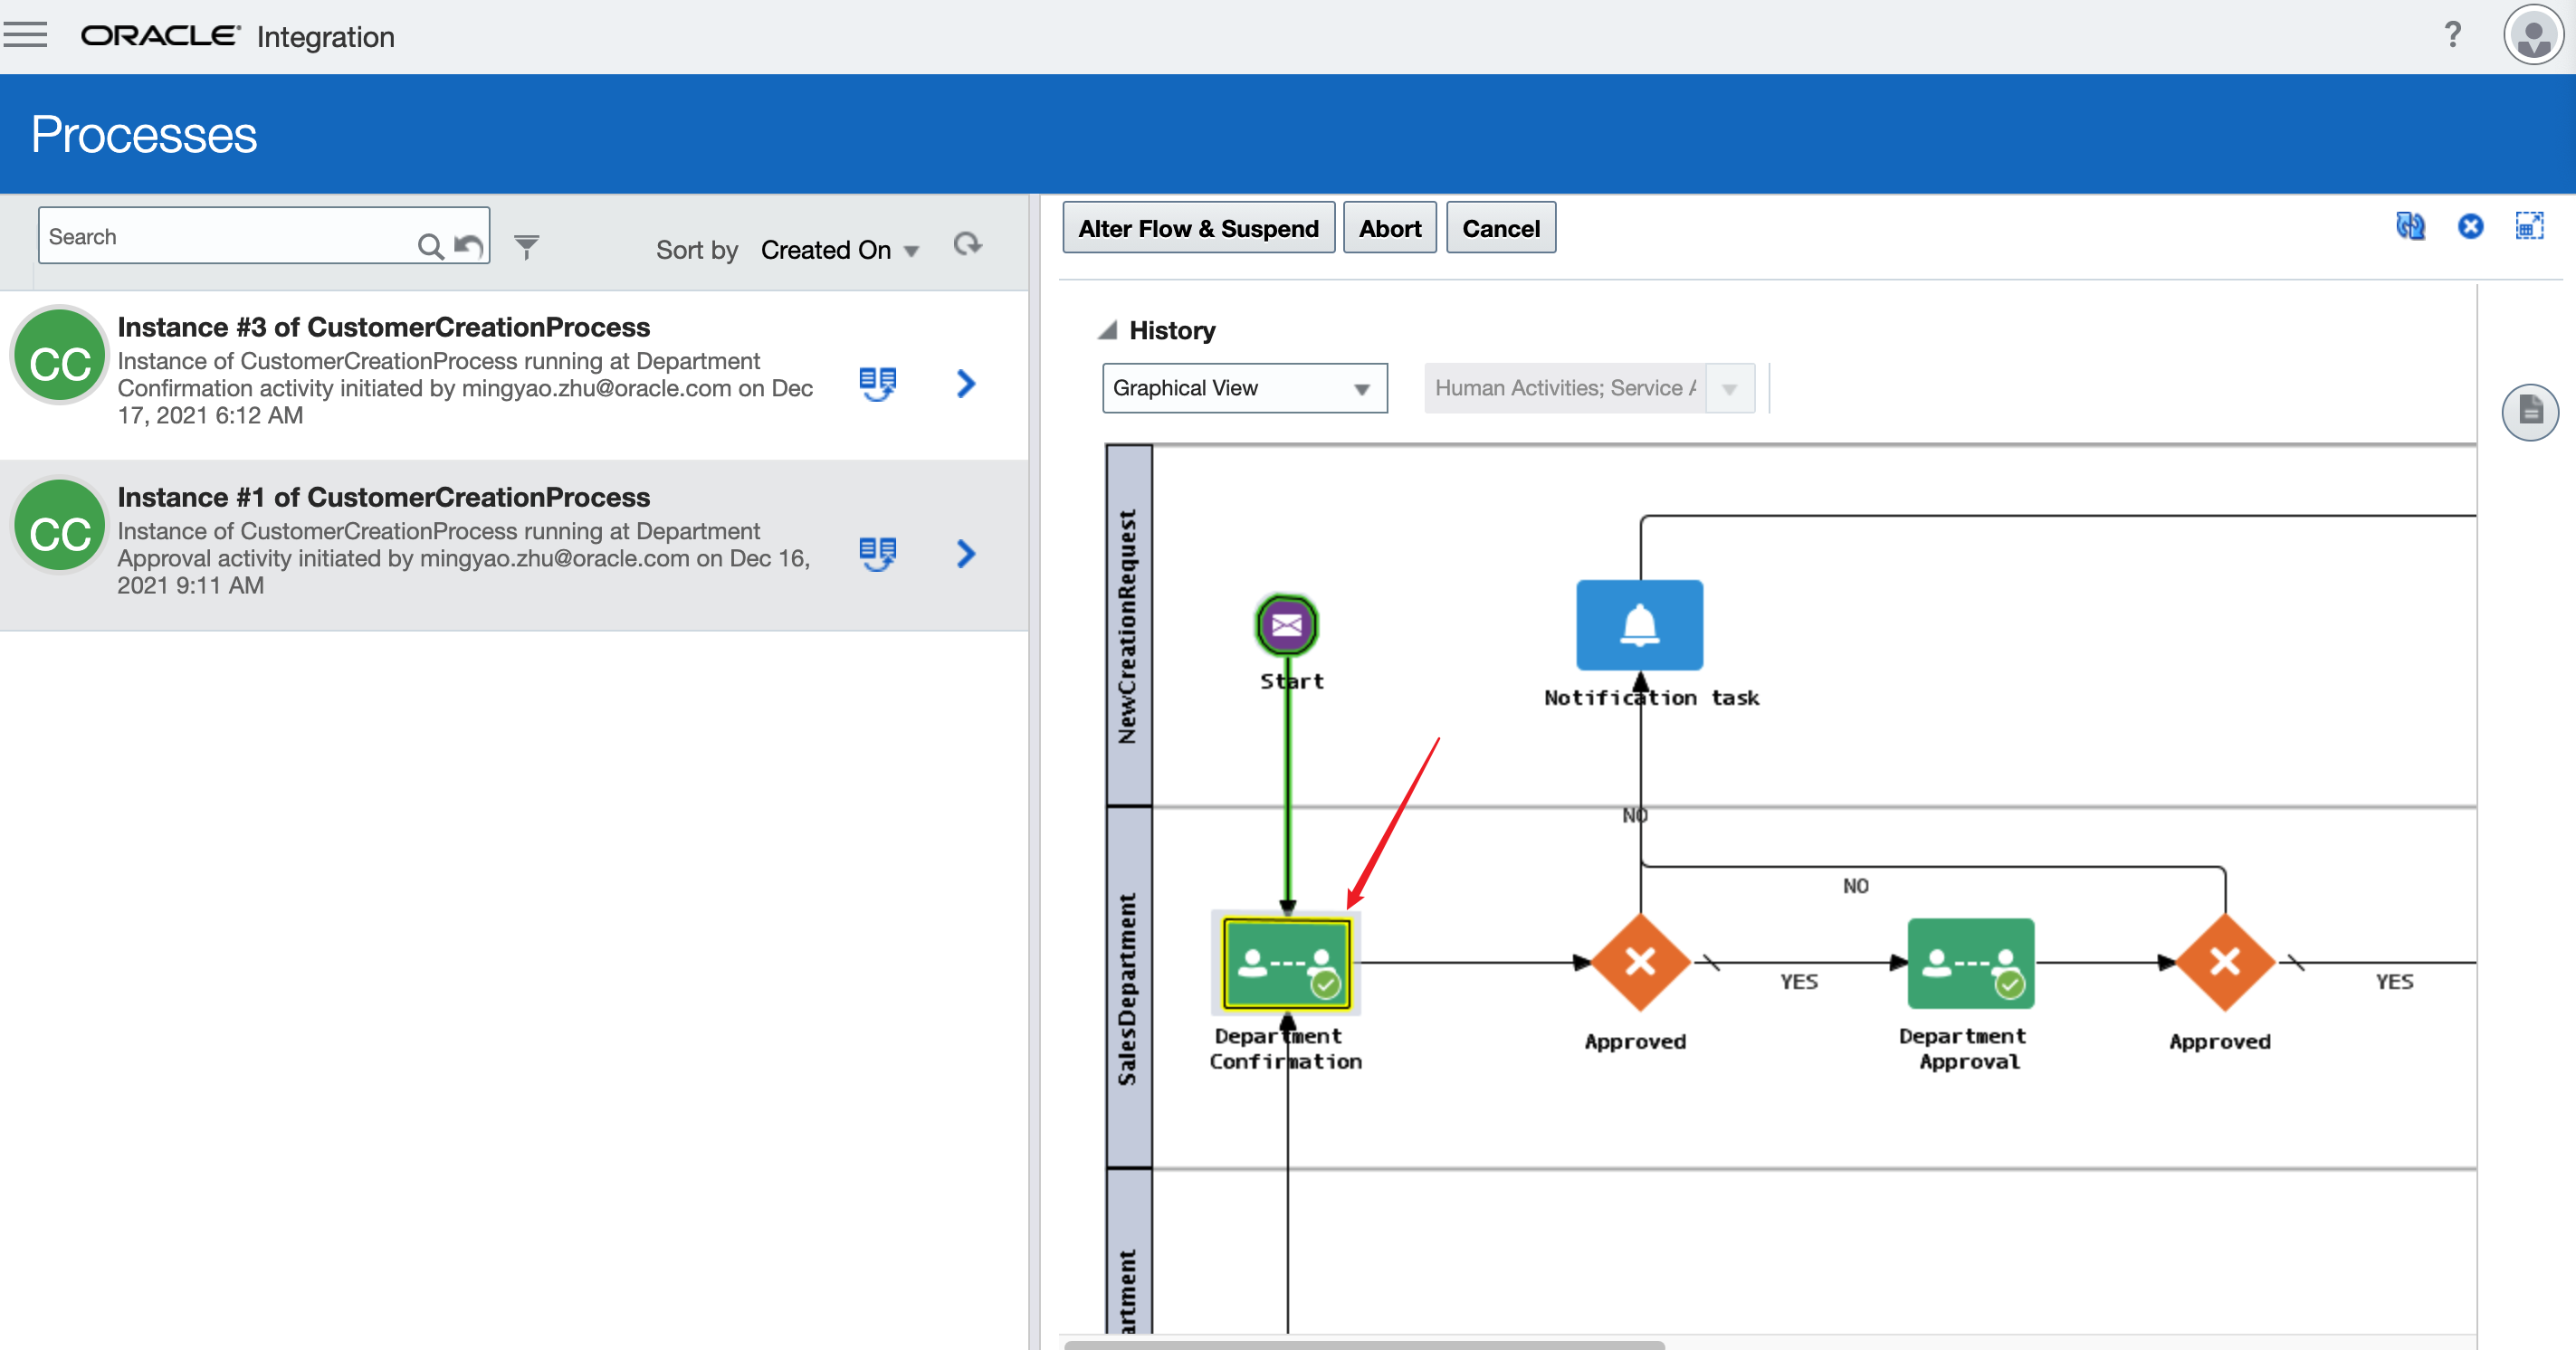 ORACLE Integration
?
Processes
Search
Sort by Created On
Alter Flow & Suspend
Abort
Cancel
CC
Instance #3 of CustomerCreationProcess
Instance of CustomerCreationProcess running at Department
Confirmation activity initiated by mingyao.zhu@oracle.com on Dec
17, 2021 6:12 AM
CC
Instance #1 of CustomerCreationProcess
Instance of CustomerCreationProcess running at Department
Approval activity initiated by mingyao.zhu@oracle.com on Dec 16,
2021 9:11 AM
History
Graphical View
Human Activities; Service
NewCreationRequest
Start
Notification task
NO
SalesDepartment
NO
YES
YES
Department
Confirmation
Approved
Department
Approval
Approved
artment